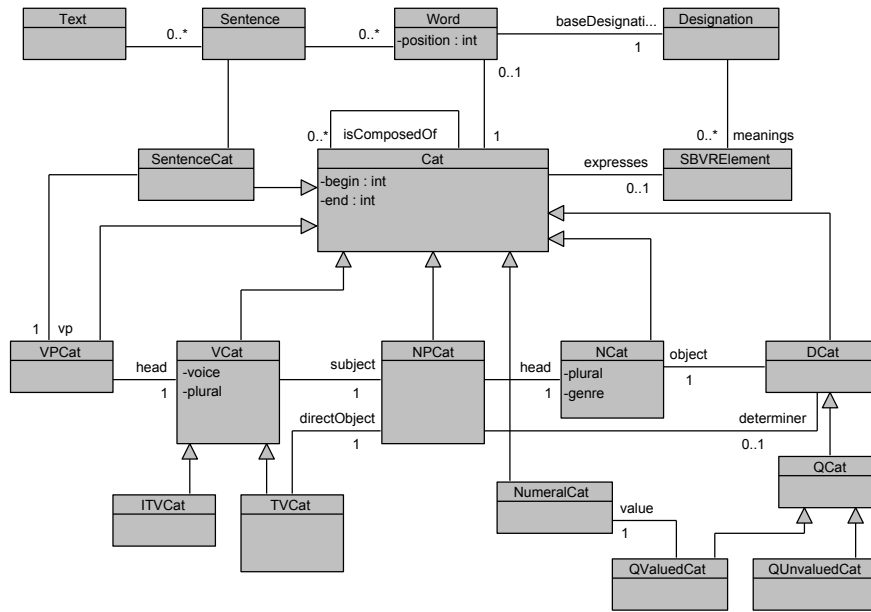 Text
Sentence
Word
Designation
-position : int
0..*
0..*
baseDesignati...
1
0..1
isComposedOf
0..*
1
0..*
meanings
SentenceCat
Cat
SBVRElement
-begin : int
-end : int
expresses
0..1
1
vp
VPCat
VCat
NPCat
NCat
DCat
-voice
-plural
-plural
-genre
head
1
subject
1
head
1
object
1
directObject
1
determiner
0..1
ITVCat
TVCat
NumeralCat
QCat
value
1
QValuedCat
QUnvaluedCat